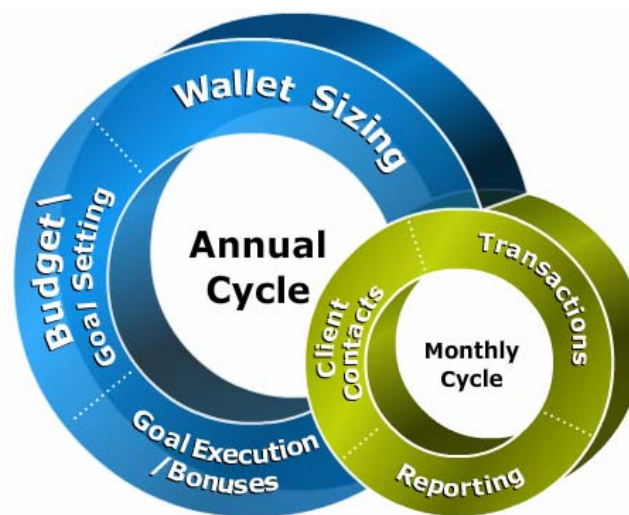 Wallet Sizing
Budget\
Goal Setting
Annual
Cycle
Goal Execution
/Bonuses
Transactions
Client
Contacts
Monthly
Cycle
Reporting